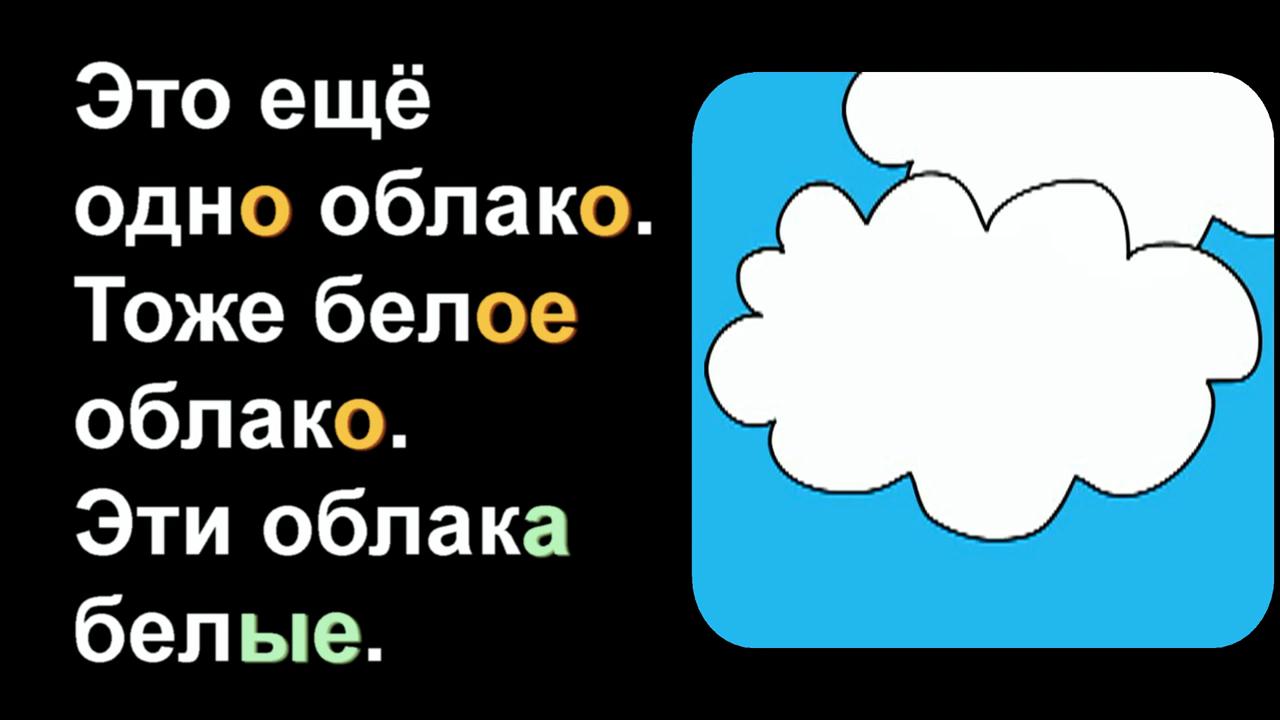 Это ещё
одно облако.
Тоже белое
облако.
Эти облака
белые.